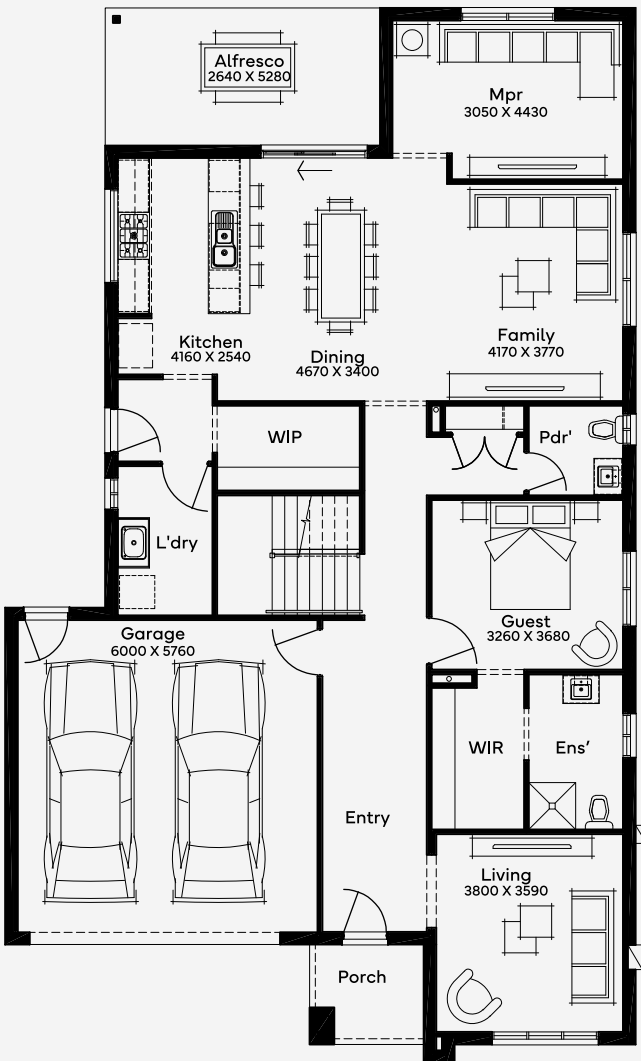 Alfresco
2640 X 5280
Mpr
3050 X 4430
Kitchen
4160 X 2540
Dining
4670 X 3400
Family
4170 X 3770
WIP
Pdr'
L'dry
Guest
3260 X 3680
Garage
6000 X 5760
WIR
Ens'
Entry
Living
3800 X 3590
Porch